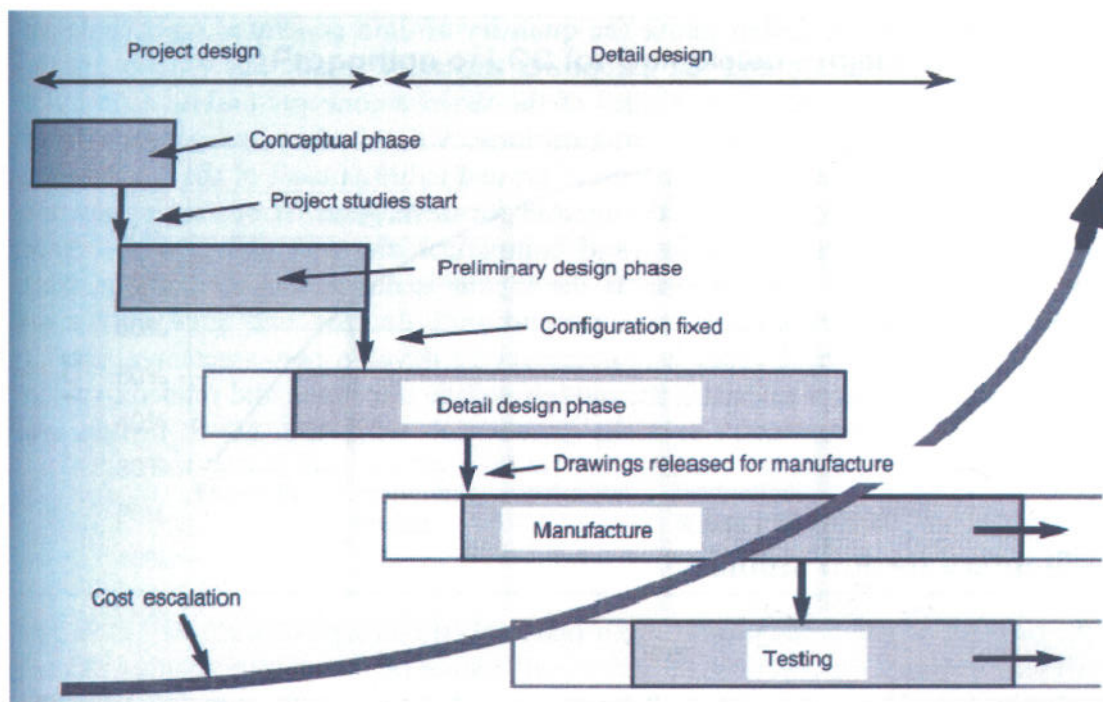 Project design
Detail design
Conceptual phase
Project studies start
Preliminary design phase
Configuration fixed
Detail design phase
Drawings released for manufacture
Manufacture
Cost escalation
Testing